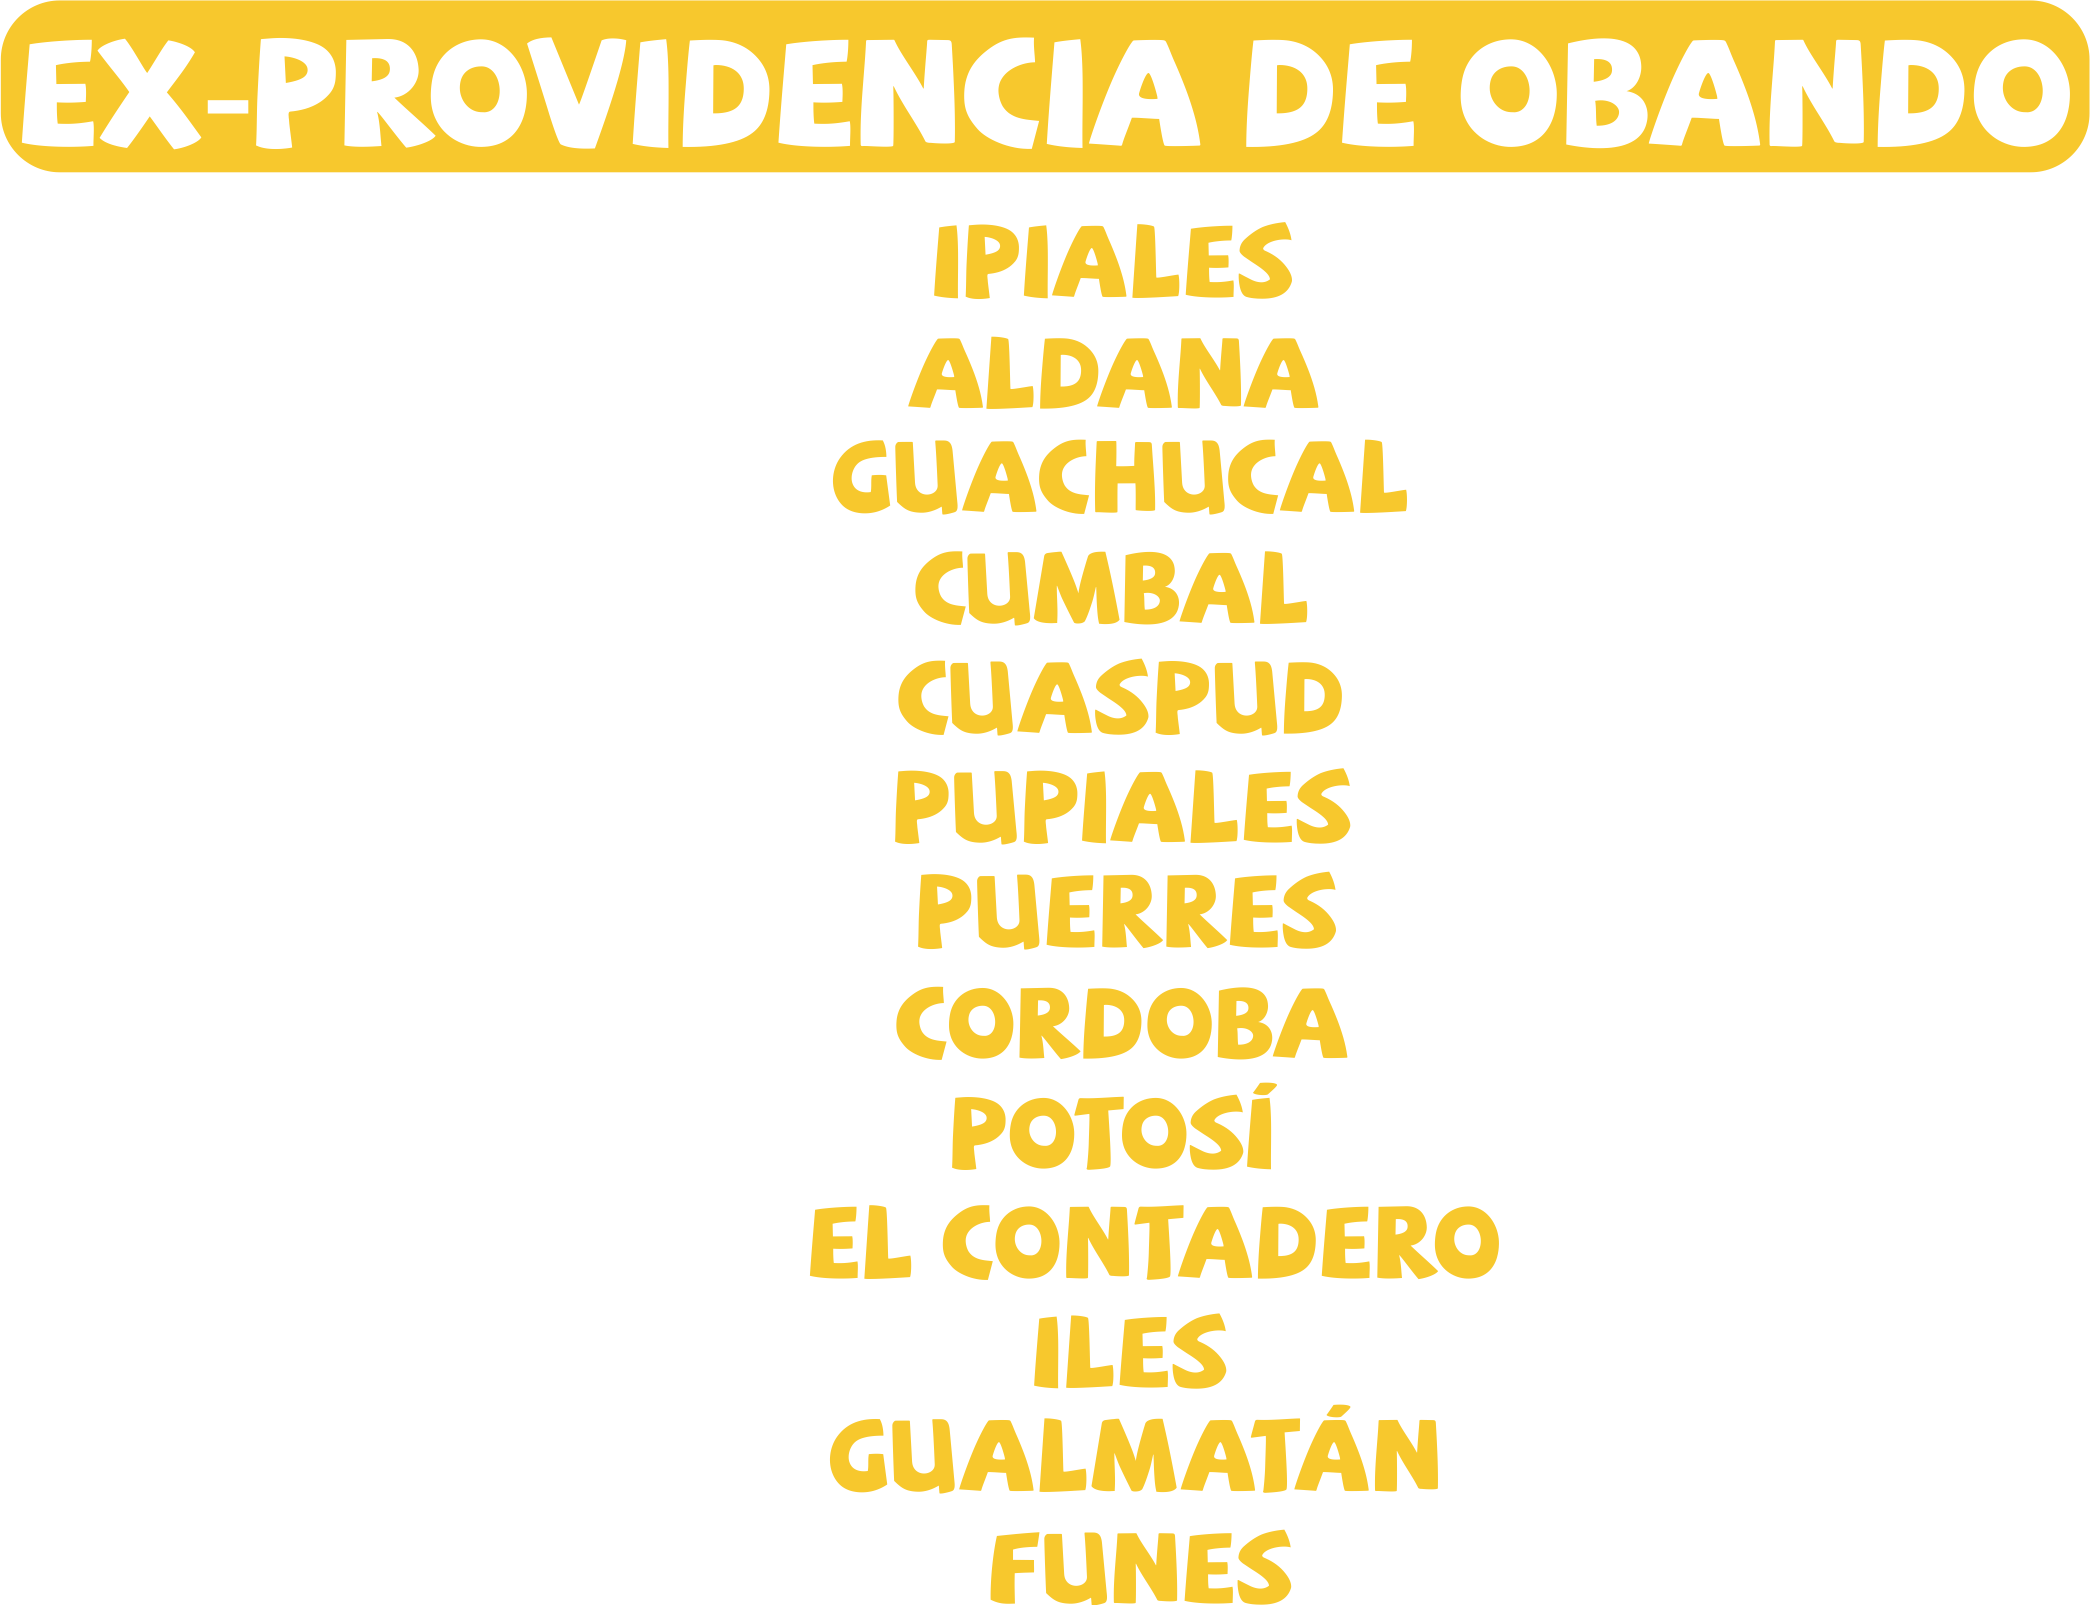 EX-PROVIDENCIA DE OBANDO
IPIALES
ALDANA
GUACHUCAL
CUMBAL
CUASPUD
PUPIALES
PUERRES
CORDOBA
POTOSÍ
EL CONTADERO
ILES
GUALMATÁN
FUNES